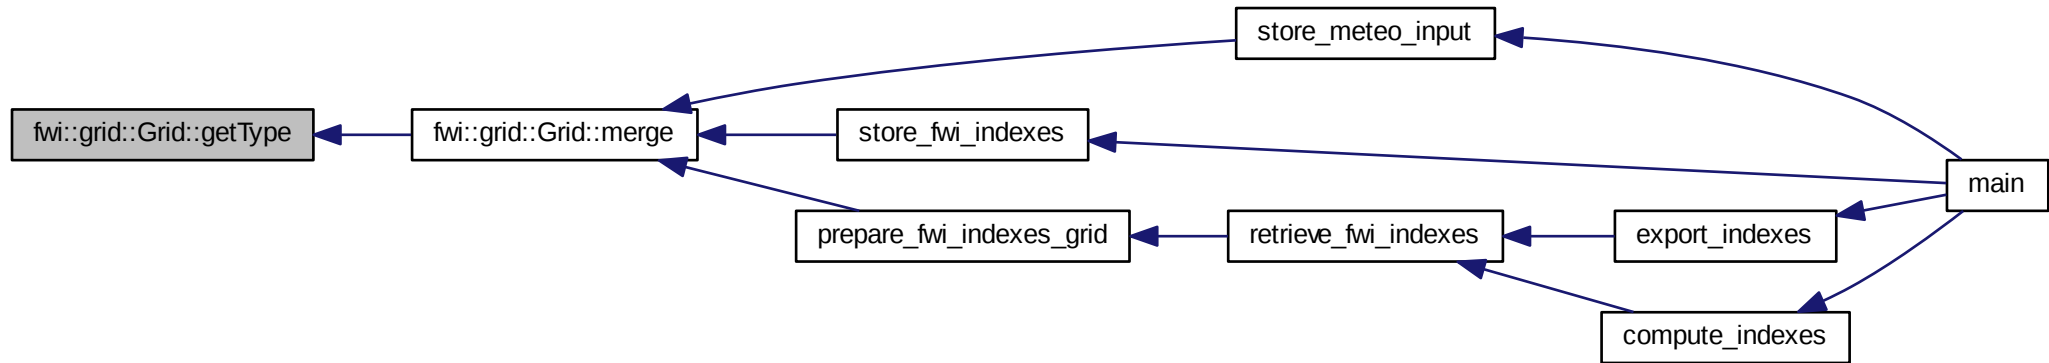 store_meteo_input
fwi::grid::Grid::getType
fwi::grid::Grid::merge
store_fwi_indexes
main
prepare_fwi_indexes_grid
retrieve_fwi_indexes
export_indexes
compute_indexes